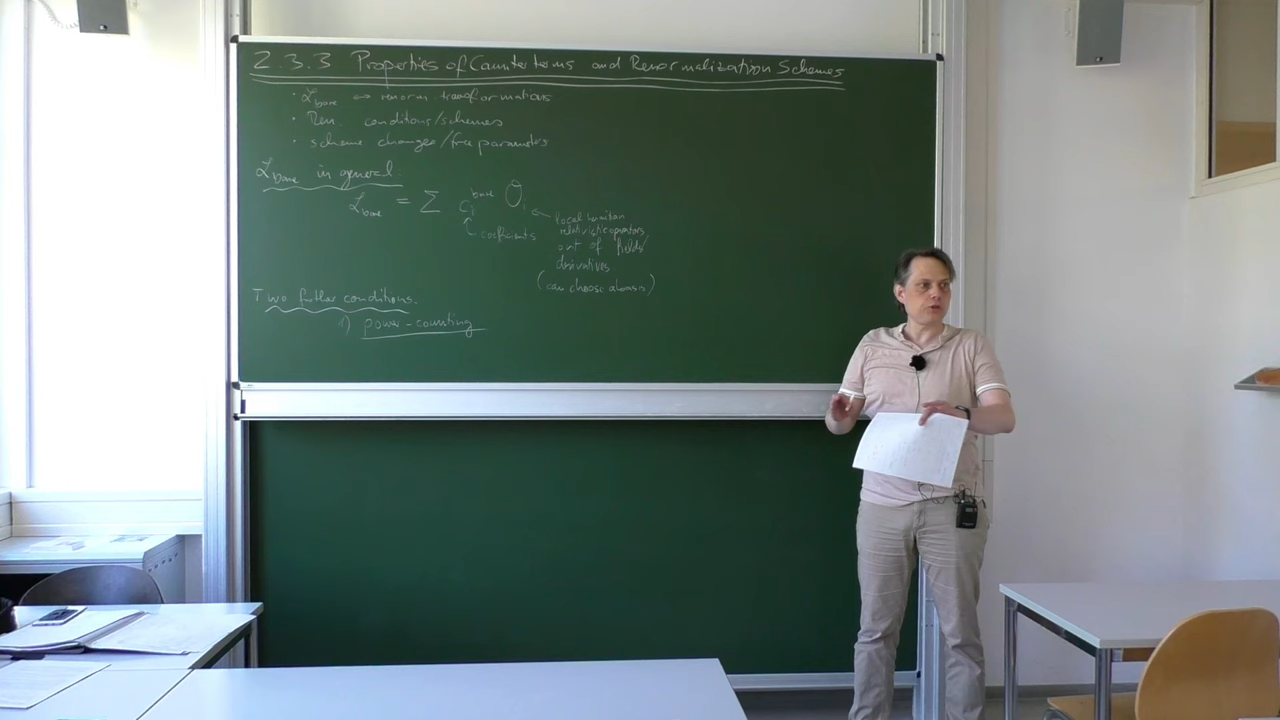 2.3.3 Properties of Counterterms and Renormalization Schemes
· ℒbare ↔ renorm. transformations
· Ren. conditions/schemes
· scheme changes/free parameters
ℒbare in general:
ℒbare = Σ cᵢ^bare 𝒪ᵢ
↖ coefficients
← local hermitian
relativistic operators
out of fields/
derivatives
(can choose a basis)
Two further conditions:
1) power-counting